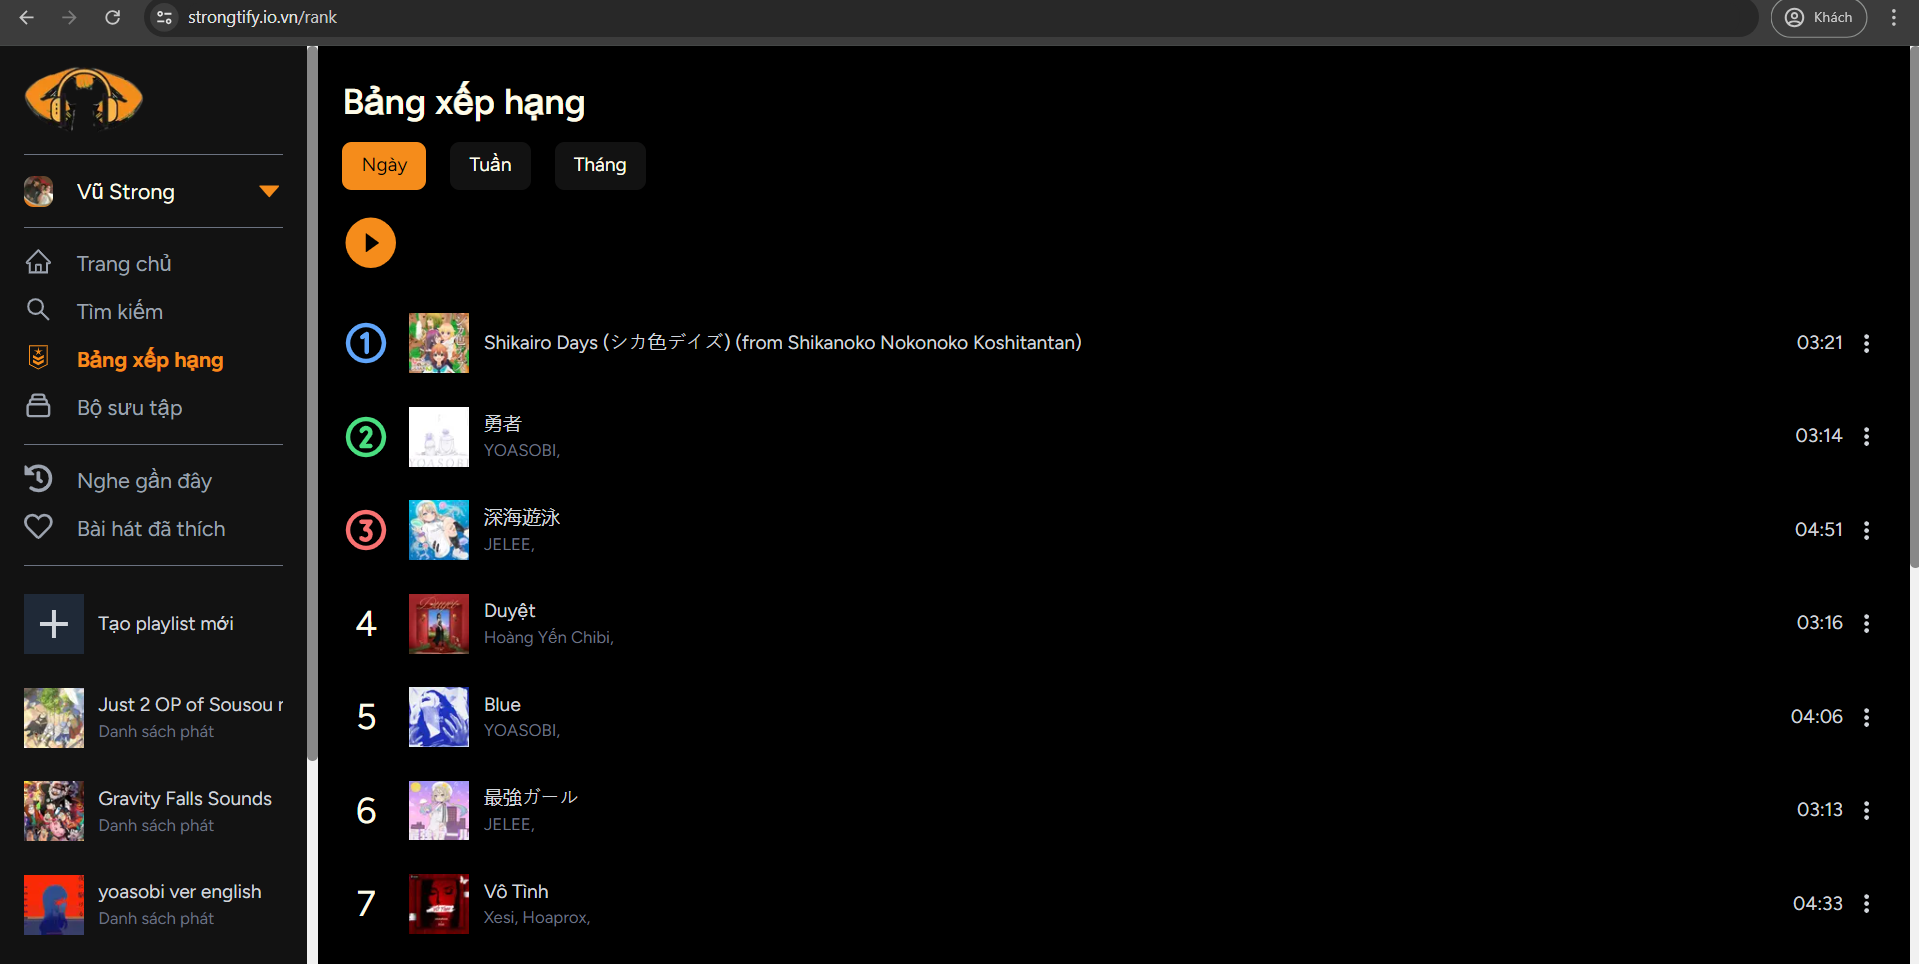 strongtify.io.vn/rank
Khách
Vũ Strong
Trang chủ
Tìm kiếm
Bảng xếp hạng
Bộ sưu tập
Nghe gần đây
Bài hát đã thích
Tạo playlist mới
Just 2 OP of Sousou
Danh sách phát
Gravity Falls Sounds
Danh sách phát
yoasobi ver english
Danh sách phát
Bảng xếp hạng
Ngày Tuần Tháng
1 Shikairo Days (シカ色デイズ) (from Shikanoko Nokonoko Koshitantan) 03:21
2 勇者 03:14
YOASOBI,
3 深海遊泳 04:51
JELEE,
4 Duyệt 03:16
Hoàng Yến Chibi,
5 Blue 04:06
YOASOBI,
6 最強ガール 03:13
JELEE,
7 Vô Tình 04:33
Xesi, Hoaprox,
YOASOBI